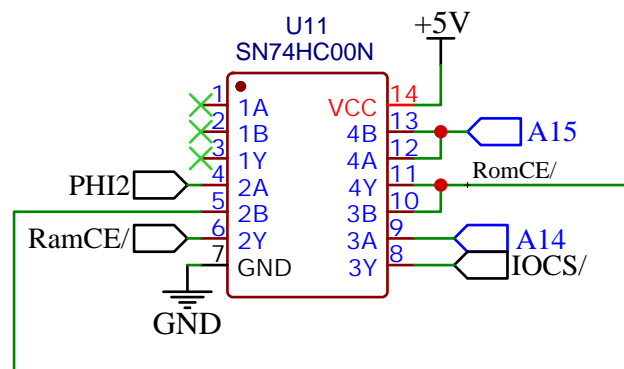 U11
SN74HC00N
+5V
1 1A VCC 14
2 1B 4B 13 A15
3 1Y 4A 12
PHI2 4 2A 4Y 11 RomCE/
5 2B 3B 10
RamCE/ 6 2Y 3A 9 A14
7 GND 3Y 8 IOCS/
GND